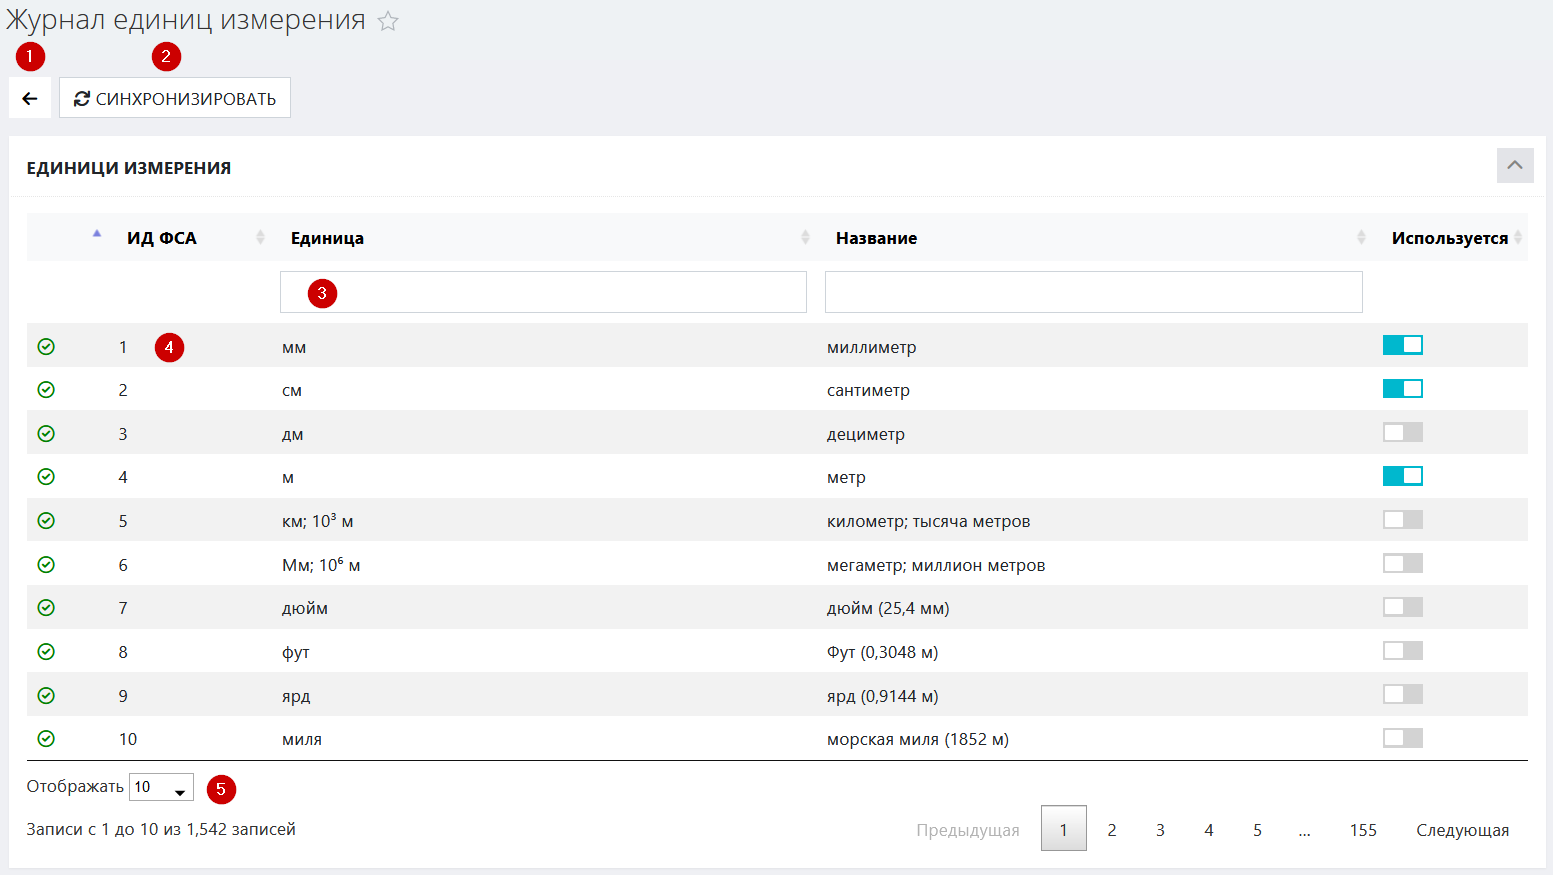 Журнал единиц измерения
1 2
СИНХРОНИЗИРОВАТЬ
ЕДИНИЦИ ИЗМЕРЕНИЯ
ИД ФСА Единица Название Используется
3
1 4 мм миллиметр
2 см сантиметр
3 дм дециметр
4 м метр
5 км; 10³ м километр; тысяча метров
6 Мм; 10⁶ м мегаметр; миллион метров
7 дюйм дюйм (25,4 мм)
8 фут Фут (0,3048 м)
9 ярд ярд (0,9144 м)
10 миля морская миля (1852 м)
Отображать 10 5
Записи с 1 до 10 из 1,542 записей
Предыдущая 1 2 3 4 5 ... 155 Следующая